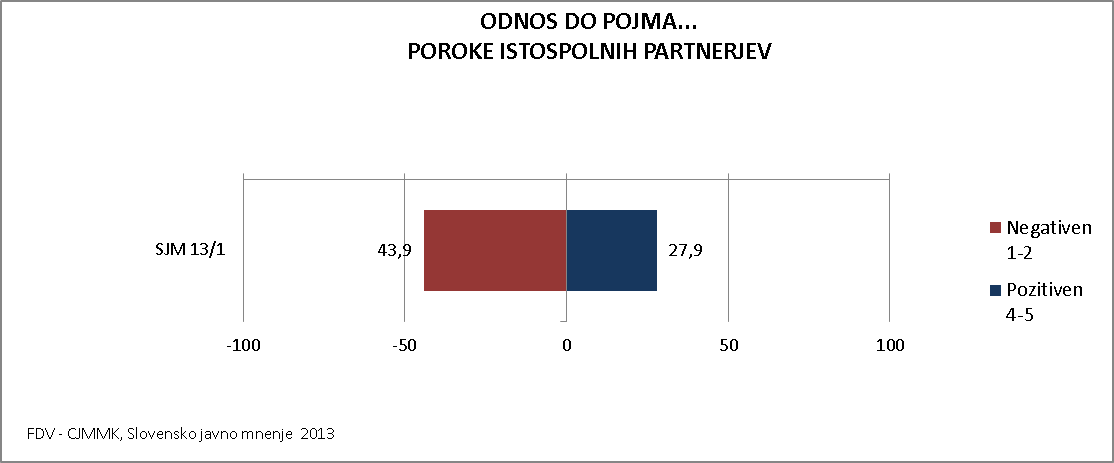 ODNOS DO POJMA...
POROKE ISTOSPOLNIH PARTNERJEV
SJM 13/1
43,9
27,9
Negativen
1-2
Pozitiven
4-5
-100
-50
0
50
100
FDV - CJMMK, Slovensko javno mnenje 2013